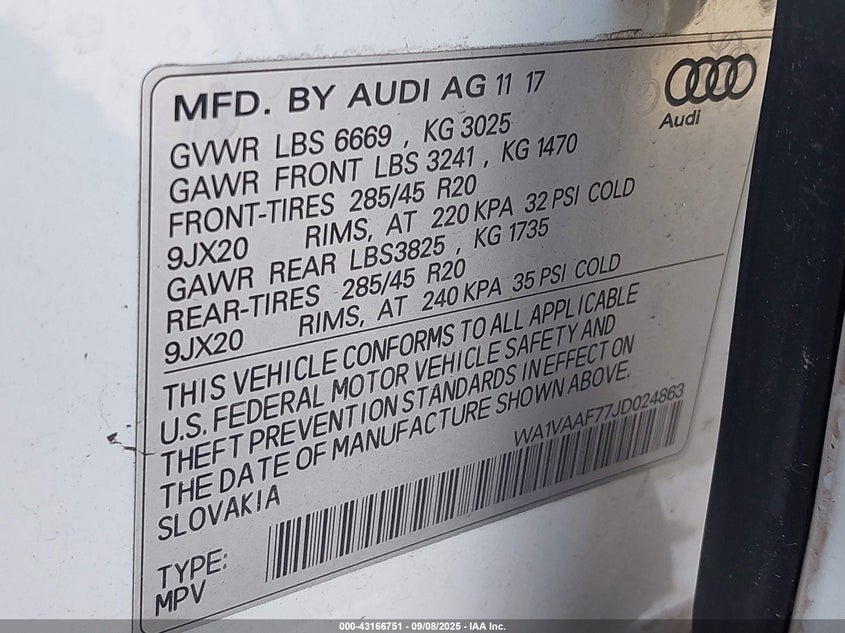 MFD. BY AUDI AG 11 17
Audi
GVWR LBS 6669 , KG 3025
GAWR FRONT LBS 3241 , KG 1470
FRONT-TIRES 285/45 R20
9JX20 RIMS, AT 220 KPA 32 PSI COLD
GAWR REAR LBS3825 , KG 1735
REAR-TIRES 285/45 R20
9JX20 RIMS, AT 240 KPA 35 PSI COLD
THIS VEHICLE CONFORMS TO ALL APPLICABLE
U.S. FEDERAL MOTOR VEHICLE SAFETY AND
THEFT PREVENTION STANDARDS IN EFFECT ON
THE DATE OF MANUFACTURE SHOWN ABOVE.
SLOVAKIA
WA1VAAF77JD024863
TYPE:
MPV
000-43166751 - 09/08/2025 - IAA Inc.